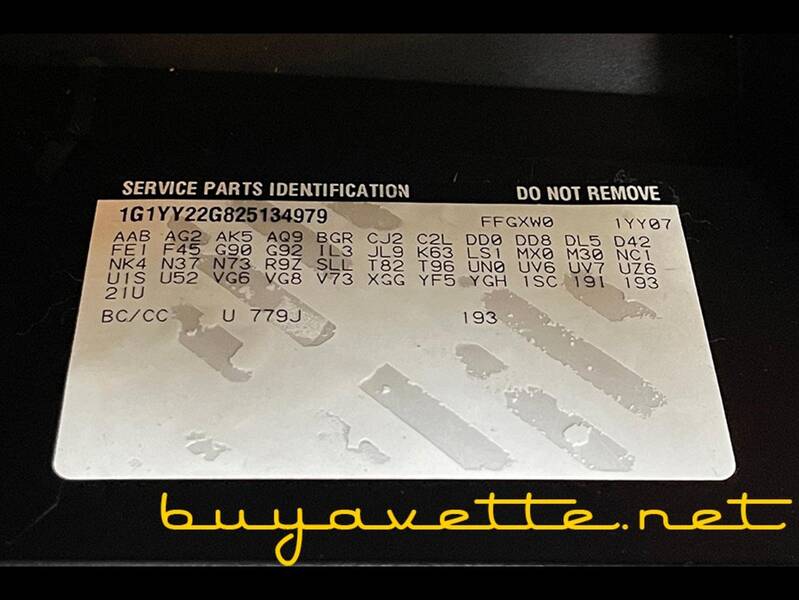 SERVICE PARTS IDENTIFICATION DO NOT REMOVE
1G1YY22G825134979 FFGXW0 1YY07
AAB AG2 AK5 AQ9 BGR CJ2 C2L DD0 DD8 DL5 D42
FE1 F45 G90 G92 IL3 JL9 K63 LS1 MX0 M30 NC1
NK4 N37 N73 R9Z SLL T82 T96 UN0 UV6 UV7 UZ6
U1S U52 VG6 VG8 V73 XGG YF5 YGH 1SC 19I 193
21U
BC/CC U 779J 193
buyavette.net